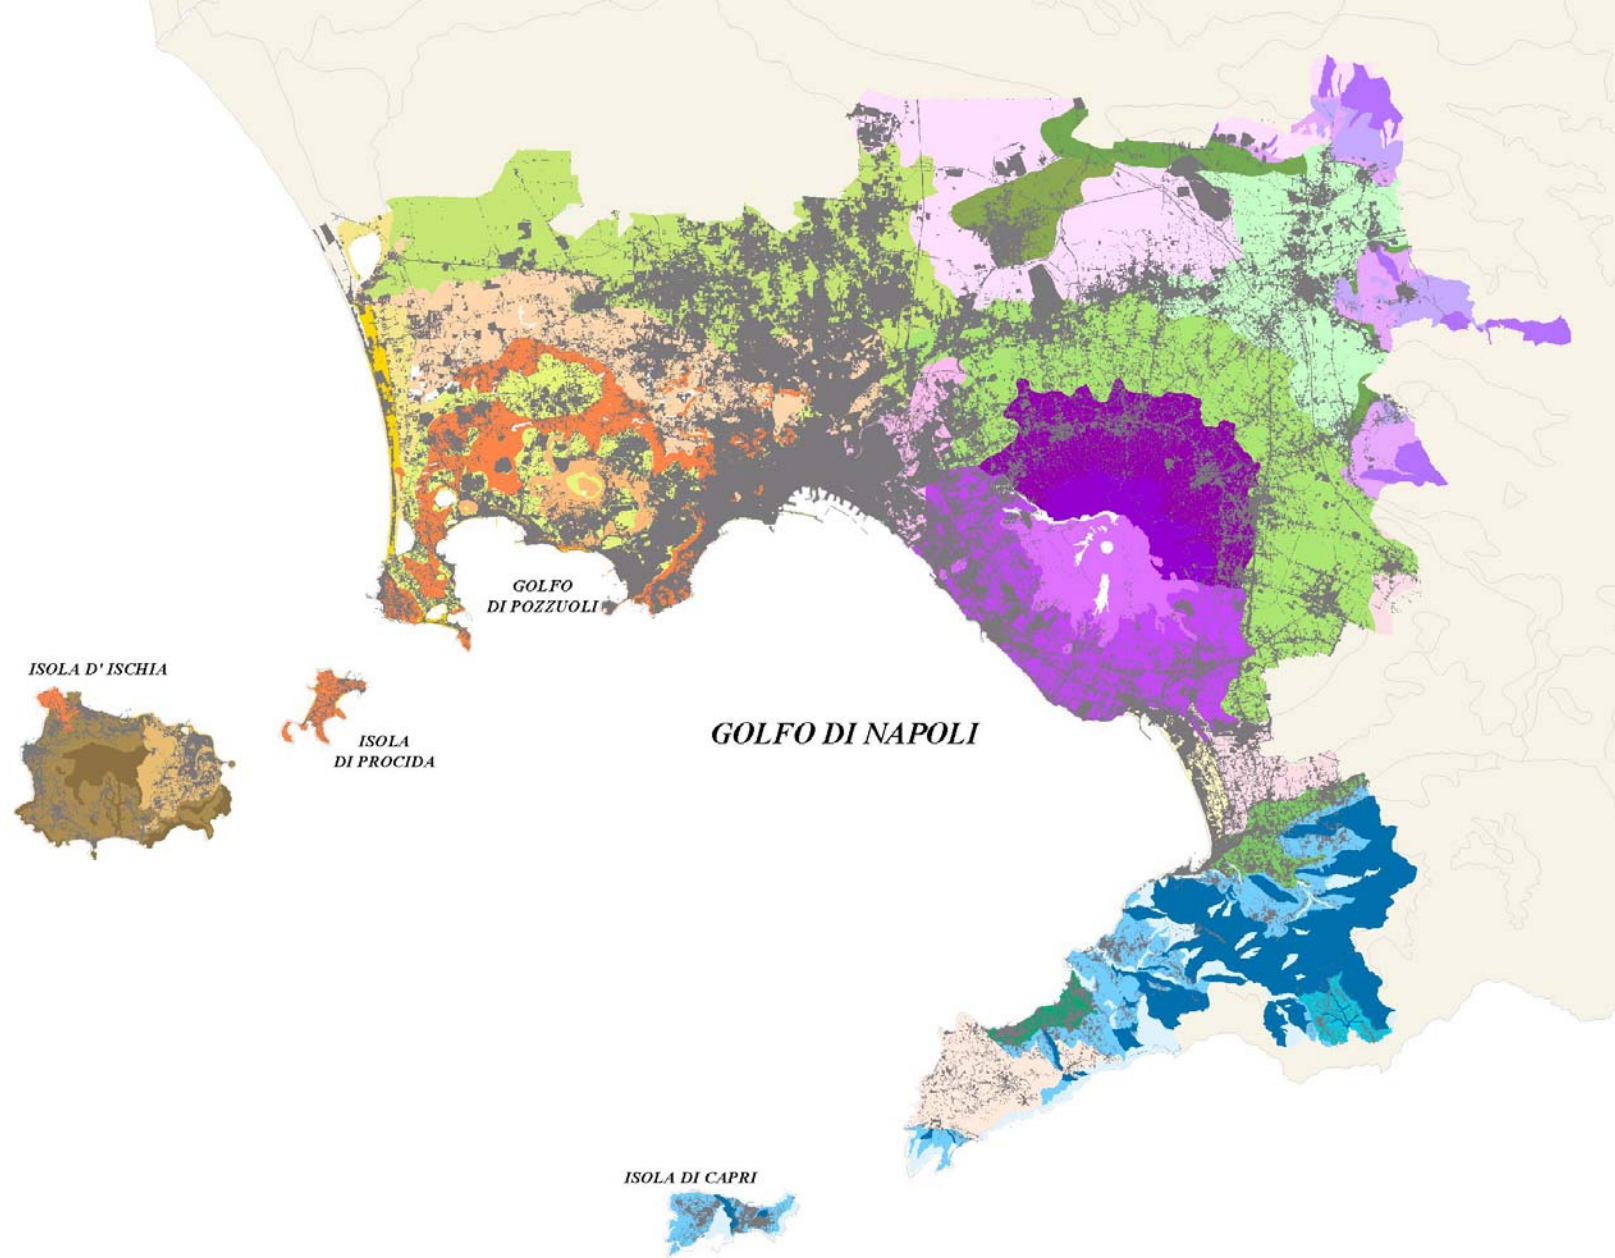 GOLFO
DI POZZUOLI
ISOLA D' ISCHIA
ISOLA
DI PROCIDA
GOLFO DI NAPOLI
ISOLA DI CAPRI